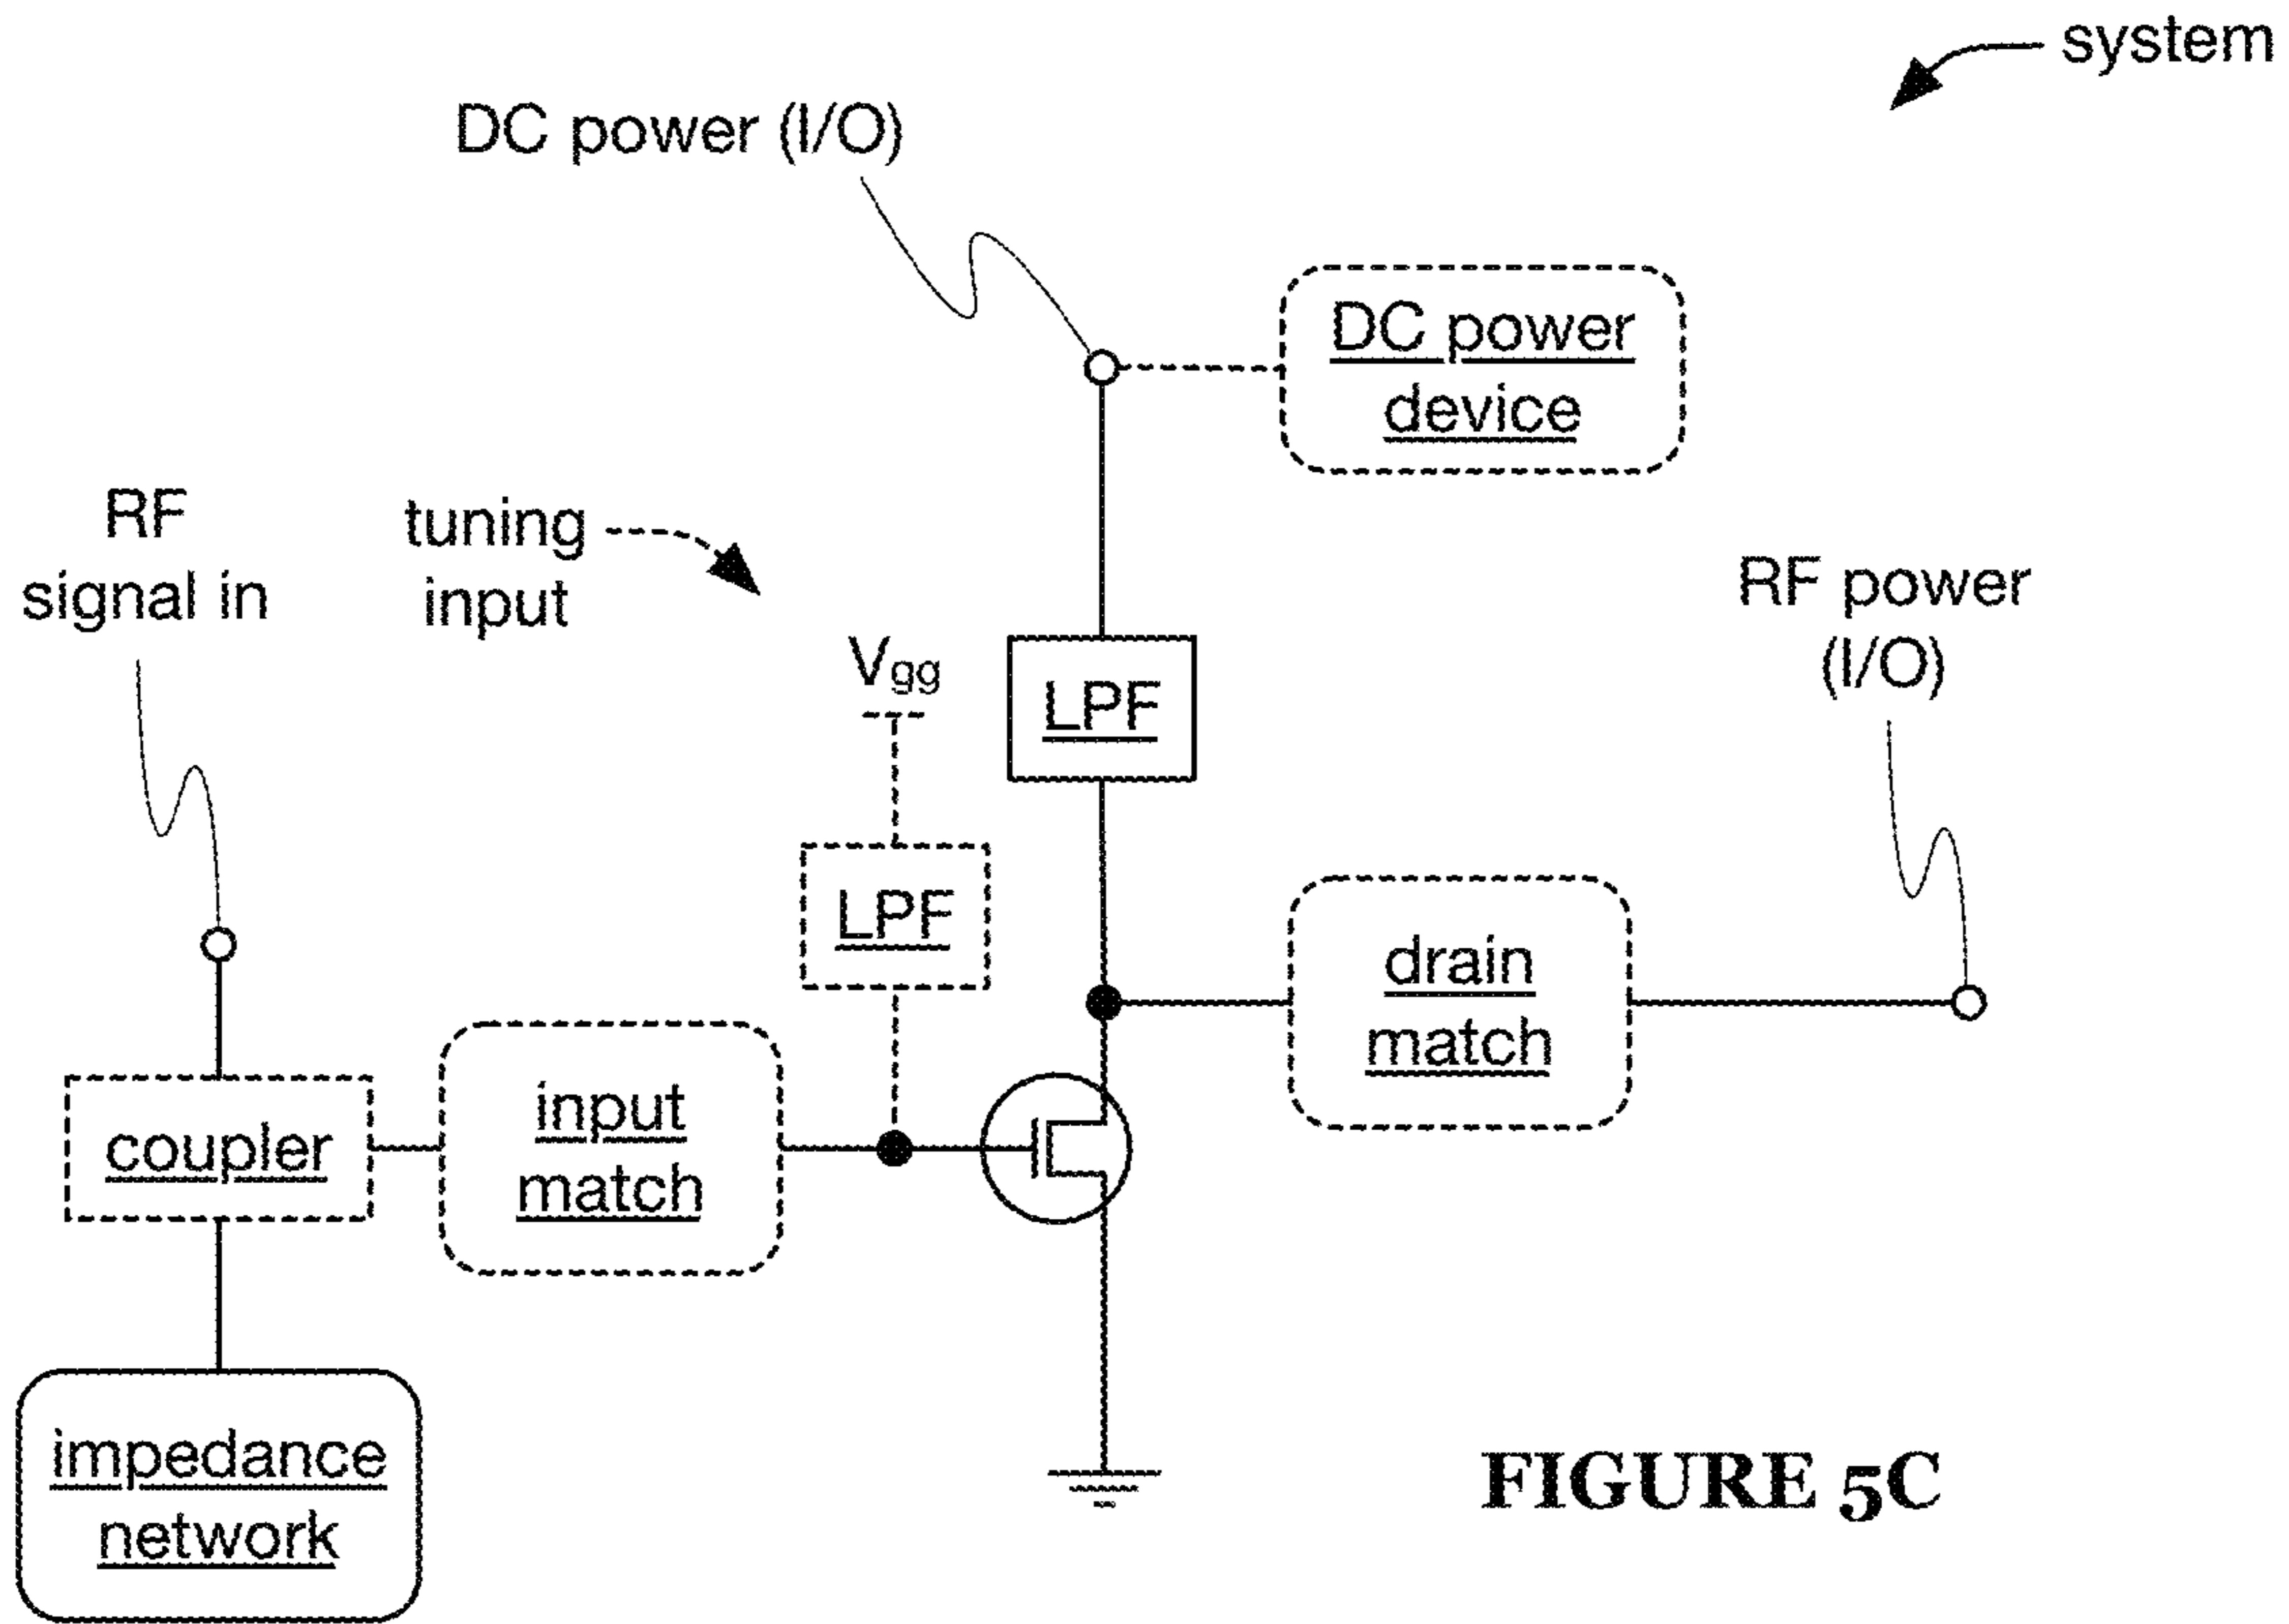 system
DC power (I/O)
DC power
device
RF
signal in
tuning
input
RF power
(I/O)
Vgg
LPF
LPF
drain
match
input
match
coupler
impedance
network
FIGURE 5C